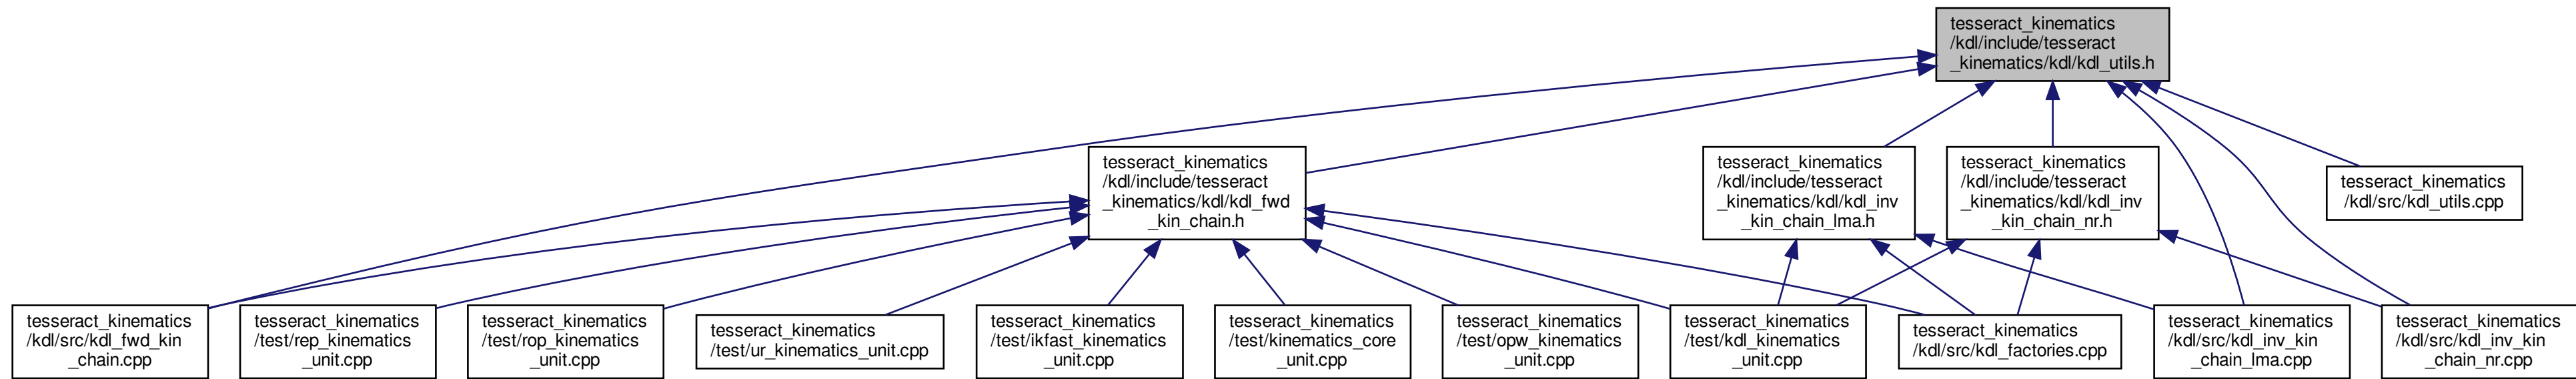 tesseract_kinematics
/kdl/include/tesseract
_kinematics/kdl/kdl_utils.h
tesseract_kinematics
/kdl/include/tesseract
_kinematics/kdl/kdl_fwd
_kin_chain.h
tesseract_kinematics
/kdl/include/tesseract
_kinematics/kdl/kdl_inv
_kin_chain_lma.h
tesseract_kinematics
/kdl/include/tesseract
_kinematics/kdl/kdl_inv
_kin_chain_nr.h
tesseract_kinematics
/kdl/src/kdl_utils.cpp
tesseract_kinematics
/kdl/src/kdl_fwd_kin
_chain.cpp
tesseract_kinematics
/test/rep_kinematics
_unit.cpp
tesseract_kinematics
/test/rop_kinematics
_unit.cpp
tesseract_kinematics
/test/ur_kinematics_unit.cpp
tesseract_kinematics
/test/ikfast_kinematics
_unit.cpp
tesseract_kinematics
/test/kinematics_core
_unit.cpp
tesseract_kinematics
/test/opw_kinematics
_unit.cpp
tesseract_kinematics
/test/kdl_kinematics
_unit.cpp
tesseract_kinematics
/kdl/src/kdl_factories.cpp
tesseract_kinematics
/kdl/src/kdl_inv_kin
_chain_lma.cpp
tesseract_kinematics
/kdl/src/kdl_inv_kin
_chain_nr.cpp